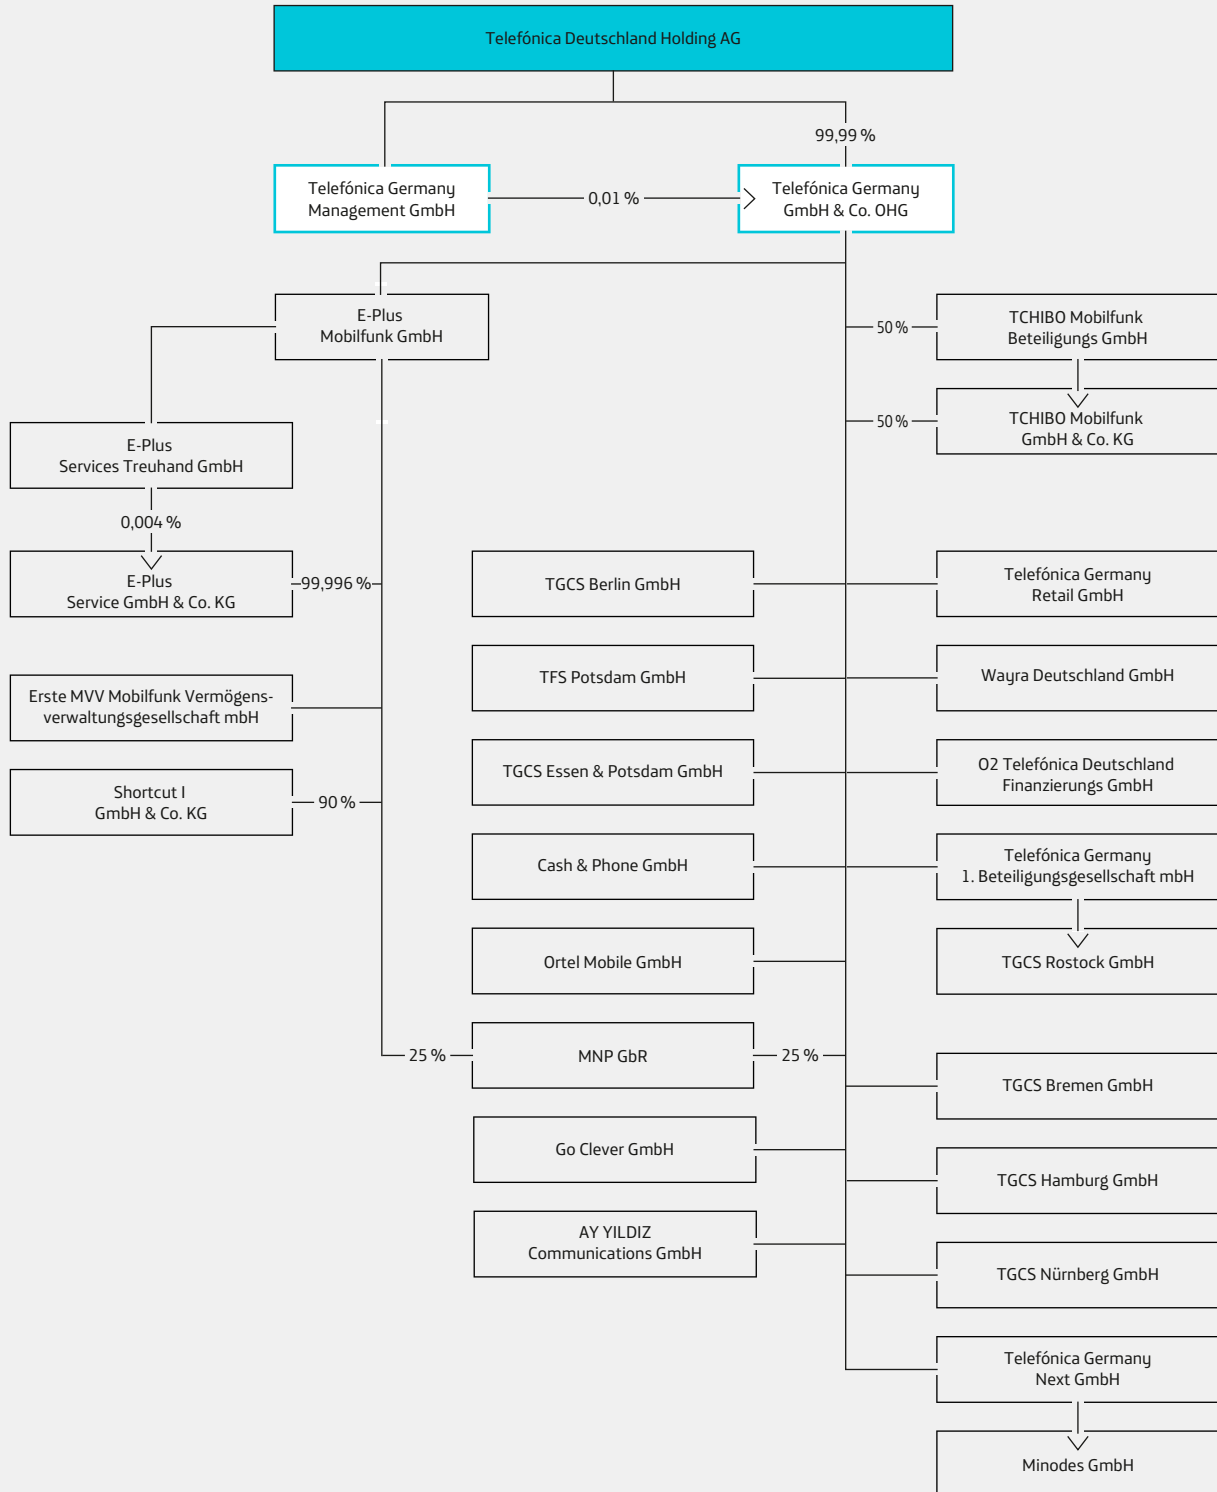 Telefónica Deutschland Holding AG
99,99 %
Telefónica Germany
Management GmbH
0,01 %
Telefónica Germany
GmbH & Co. OHG
E-Plus
Mobilfunk GmbH
50 %
TCHIBO Mobilfunk
Beteiligungs GmbH
50 %
TCHIBO Mobilfunk
GmbH & Co. KG
E-Plus
Services Treuhand GmbH
0,004 %
E-Plus
Service GmbH & Co. KG
99,996 %
TGCS Berlin GmbH
Telefónica Germany
Retail GmbH
Erste MVV Mobilfunk Vermögens-
verwaltungsgesellschaft mbH
TFS Potsdam GmbH
Wayra Deutschland GmbH
Shortcut I
GmbH & Co. KG
90 %
TGCS Essen & Potsdam GmbH
O2 Telefónica Deutschland
Finanzierungs GmbH
Cash & Phone GmbH
Telefónica Germany
1. Beteiligungsgesellschaft mbH
Ortel Mobile GmbH
TGCS Rostock GmbH
25 %
MNP GbR
25 %
TGCS Bremen GmbH
Go Clever GmbH
TGCS Hamburg GmbH
AY YILDIZ
Communications GmbH
TGCS Nürnberg GmbH
Telefónica Germany
Next GmbH
Minodes GmbH